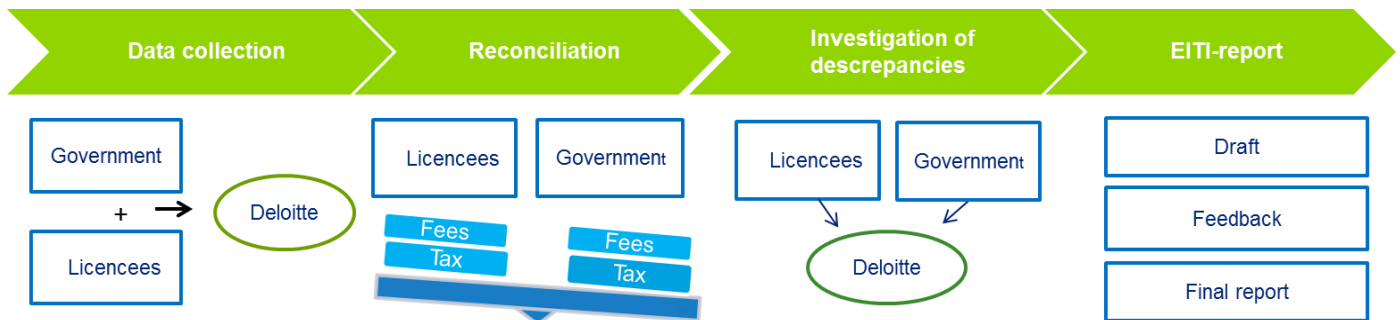 Data collection
Reconciliation
Investigation of
descrepancies
EITI-report
Government
+
Licencees
Deloitte
Licencees
Government
Fees
Tax
Fees
Tax
Licencees
Government
Deloitte
Draft
Feedback
Final report